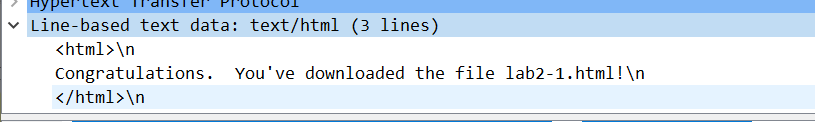 Hypertext Transfer Protocol
Line-based text data: text/html (3 lines)
<html>\n
Congratulations.  You've downloaded the file lab2-1.html!\n
</html>\n